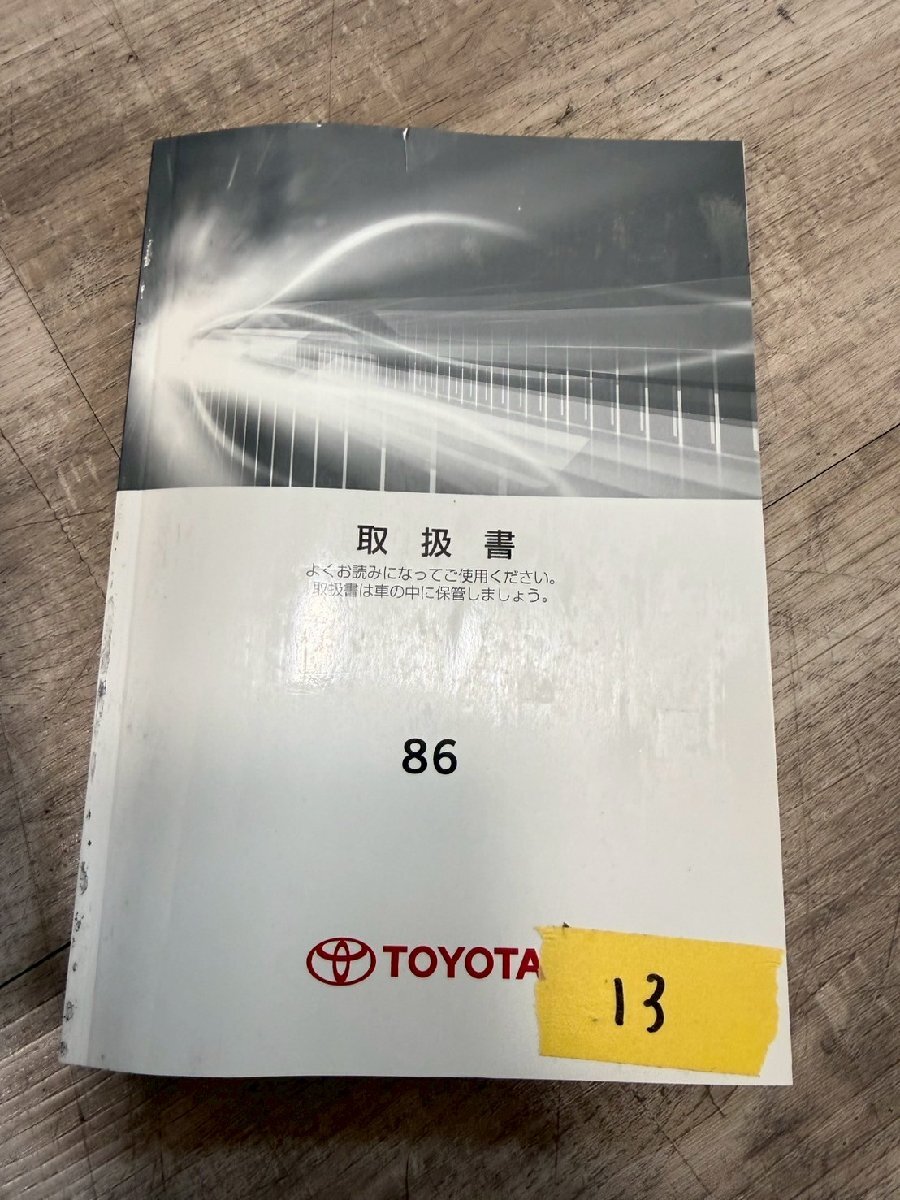 取扱書
よくお読みになってご使用ください。
取扱書は車の中に保管しましょう。
86
TOYOTA
13